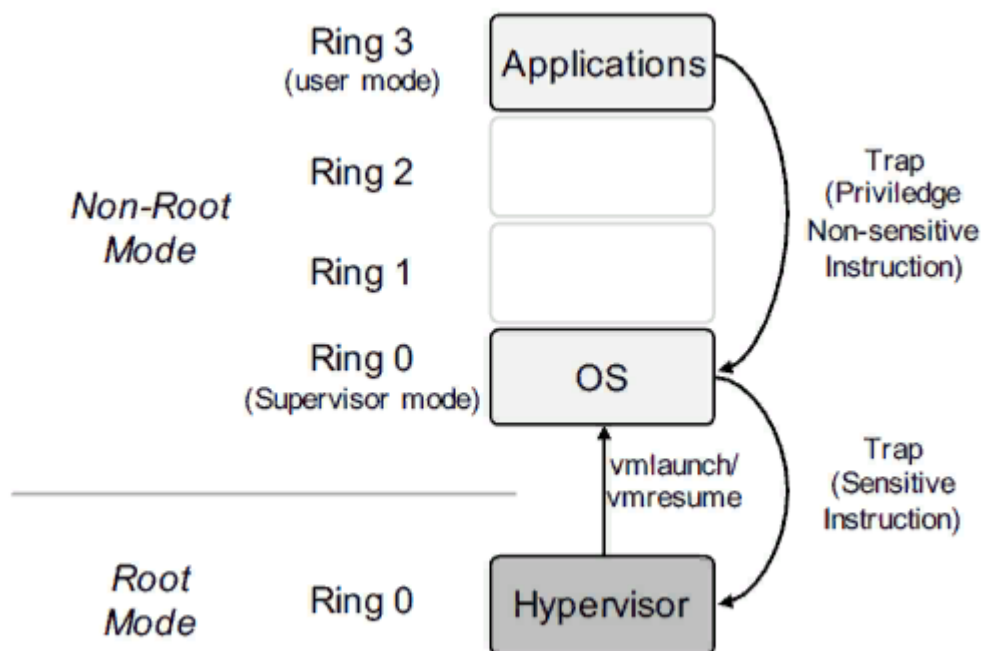 Ring 3
(user mode)
Applications
Trap
(Priviledge
Non-sensitive
Instruction)
Ring 2
Non-Root
Mode
Ring 1
Ring 0
(Supervisor mode)
OS
vmlaunch/
vmresume
Trap
(Sensitive
Instruction)
Root
Mode
Ring 0
Hypervisor